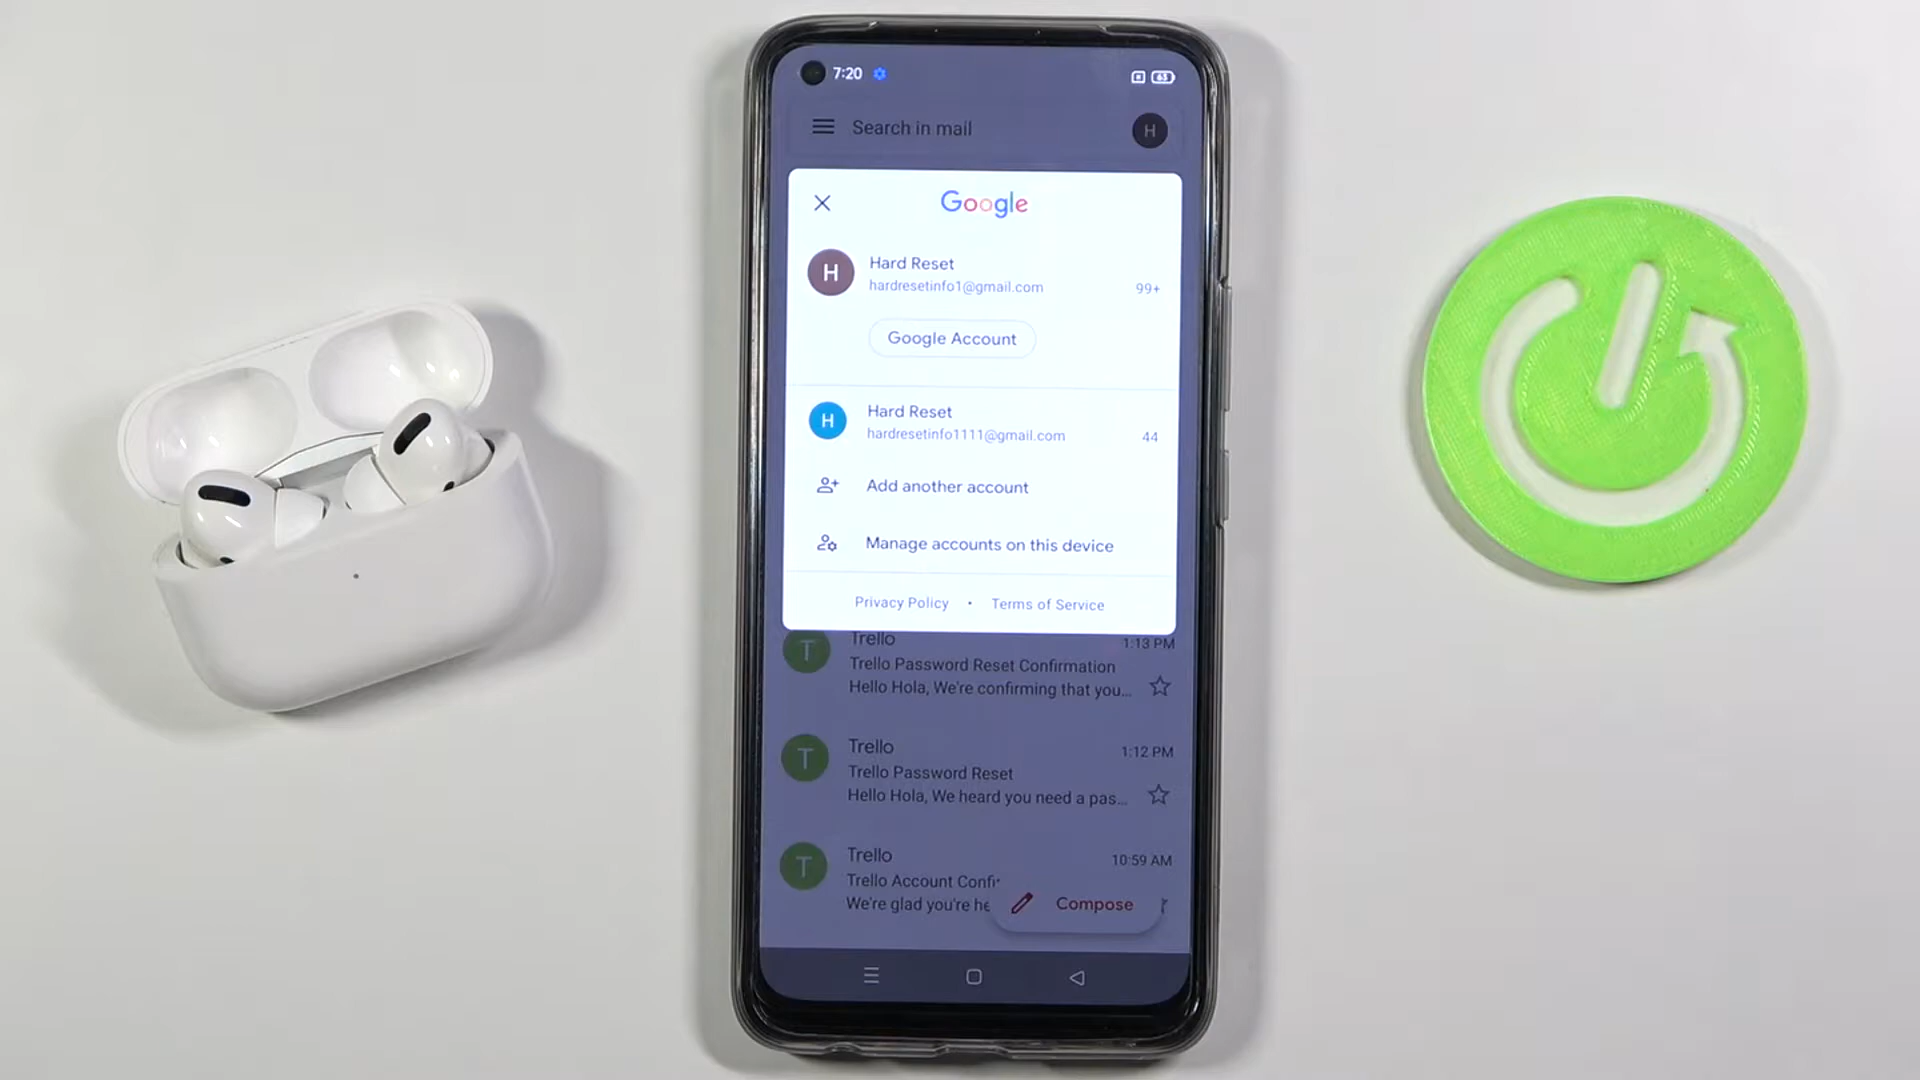 7:20
63
Search in mail
H
Google
H
Hard Reset
hardresetinfo1@gmail.com
99+
Google Account
H
Hard Reset
hardresetinfo1111@gmail.com
44
Add another account
Manage accounts on this device
Privacy Policy • Terms of Service
T
Trello
1:13 PM
Trello Password Reset Confirmation
Hello Hola, We're confirming that you...
T
Trello
1:12 PM
Trello Password Reset
Hello Hola, We heard you need a pas...
T
Trello
10:59 AM
Trello Account
We're glad you're
Compose